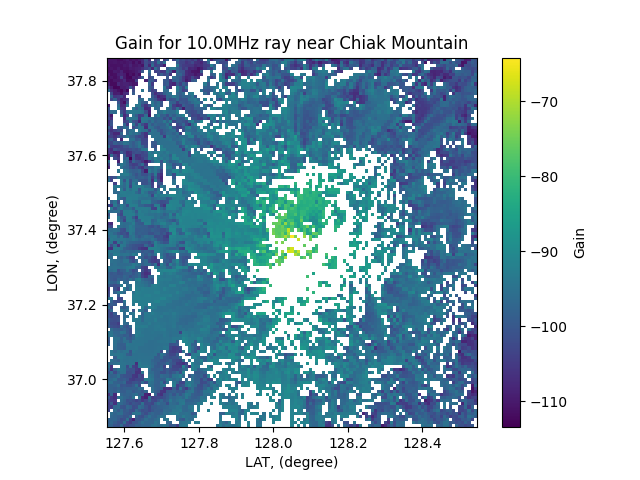 Gain for 10.0MHz ray near Chiak Mountain
37.8
37.6
37.4
37.2
37.0
LON, (degree)
127.6 127.8 128.0 128.2 128.4
LAT, (degree)
−70
−80
−90
−100
−110
Gain